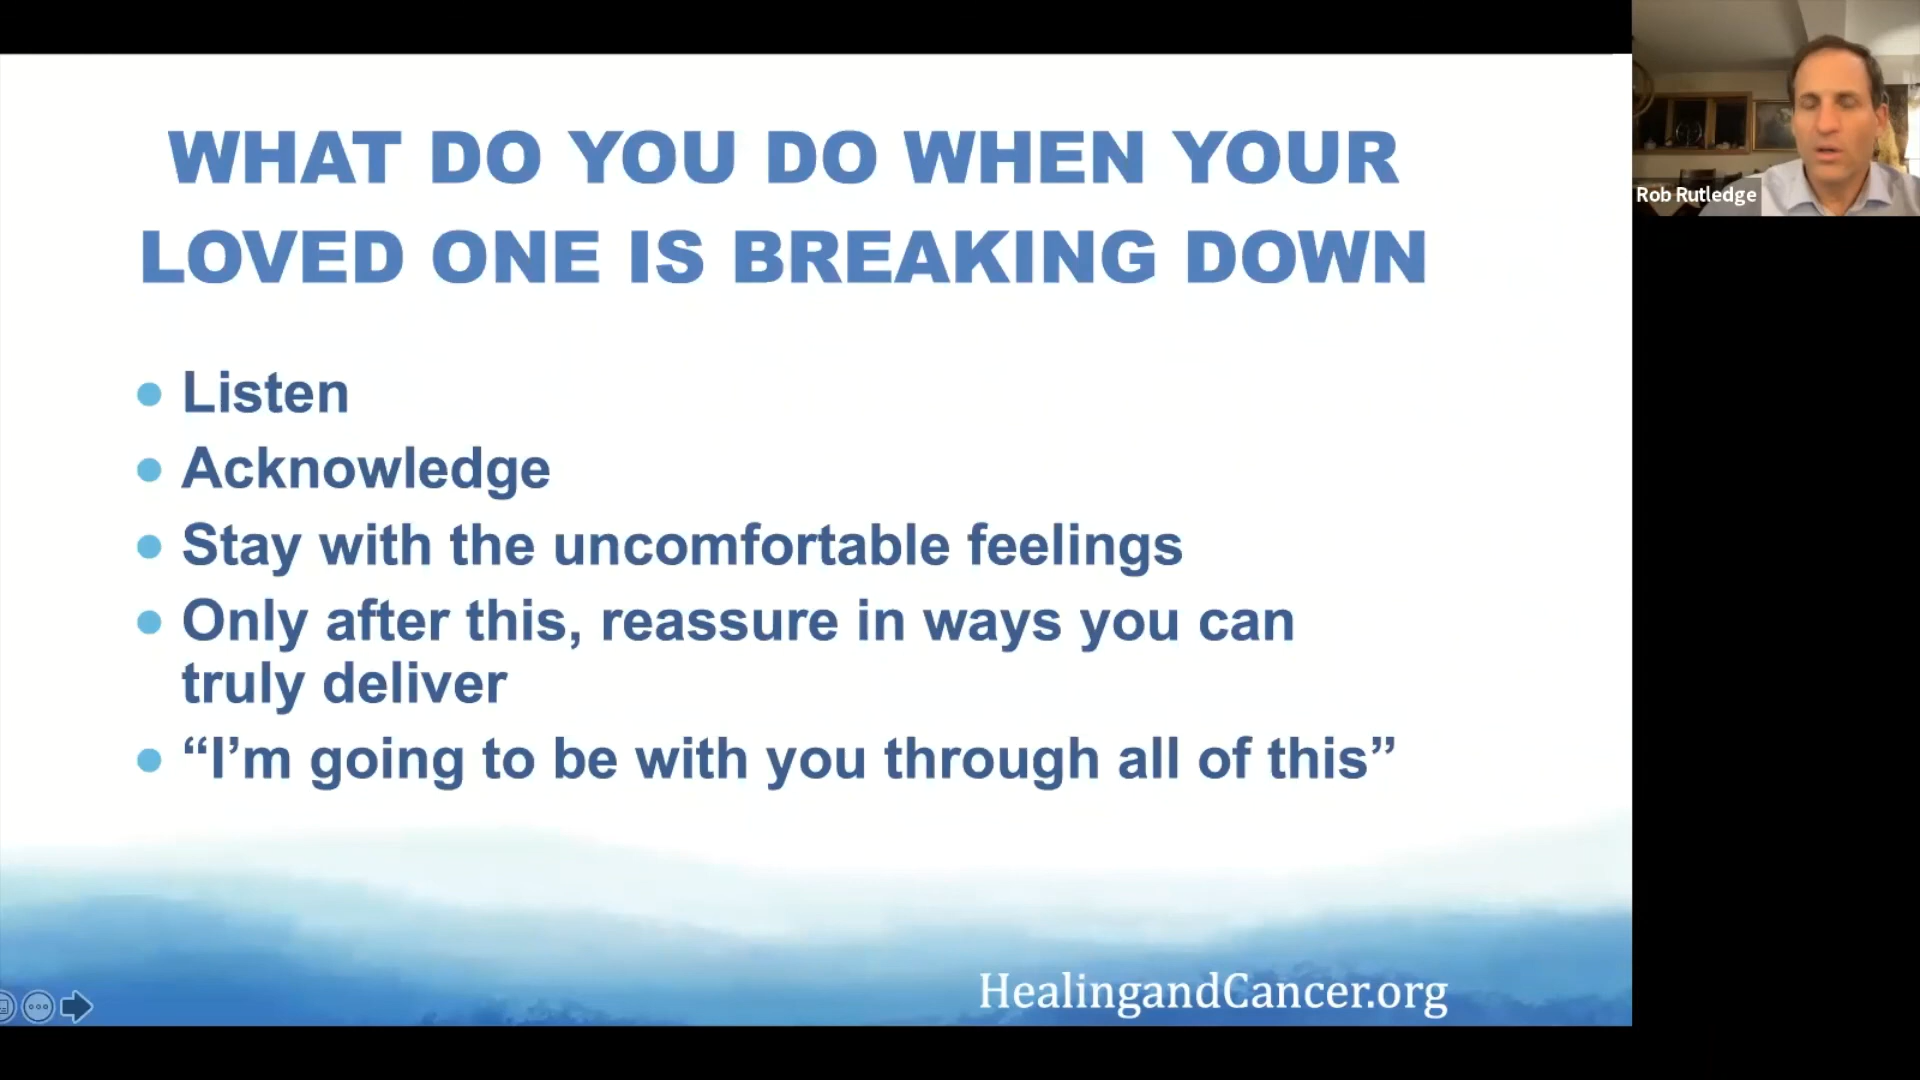 WHAT DO YOU DO WHEN YOUR
LOVED ONE IS BREAKING DOWN
Listen
Acknowledge
Stay with the uncomfortable feelings
Only after this, reassure in ways you can
truly deliver
“I’m going to be with you through all of this”
HealingandCancer.org
Rob Rutledge